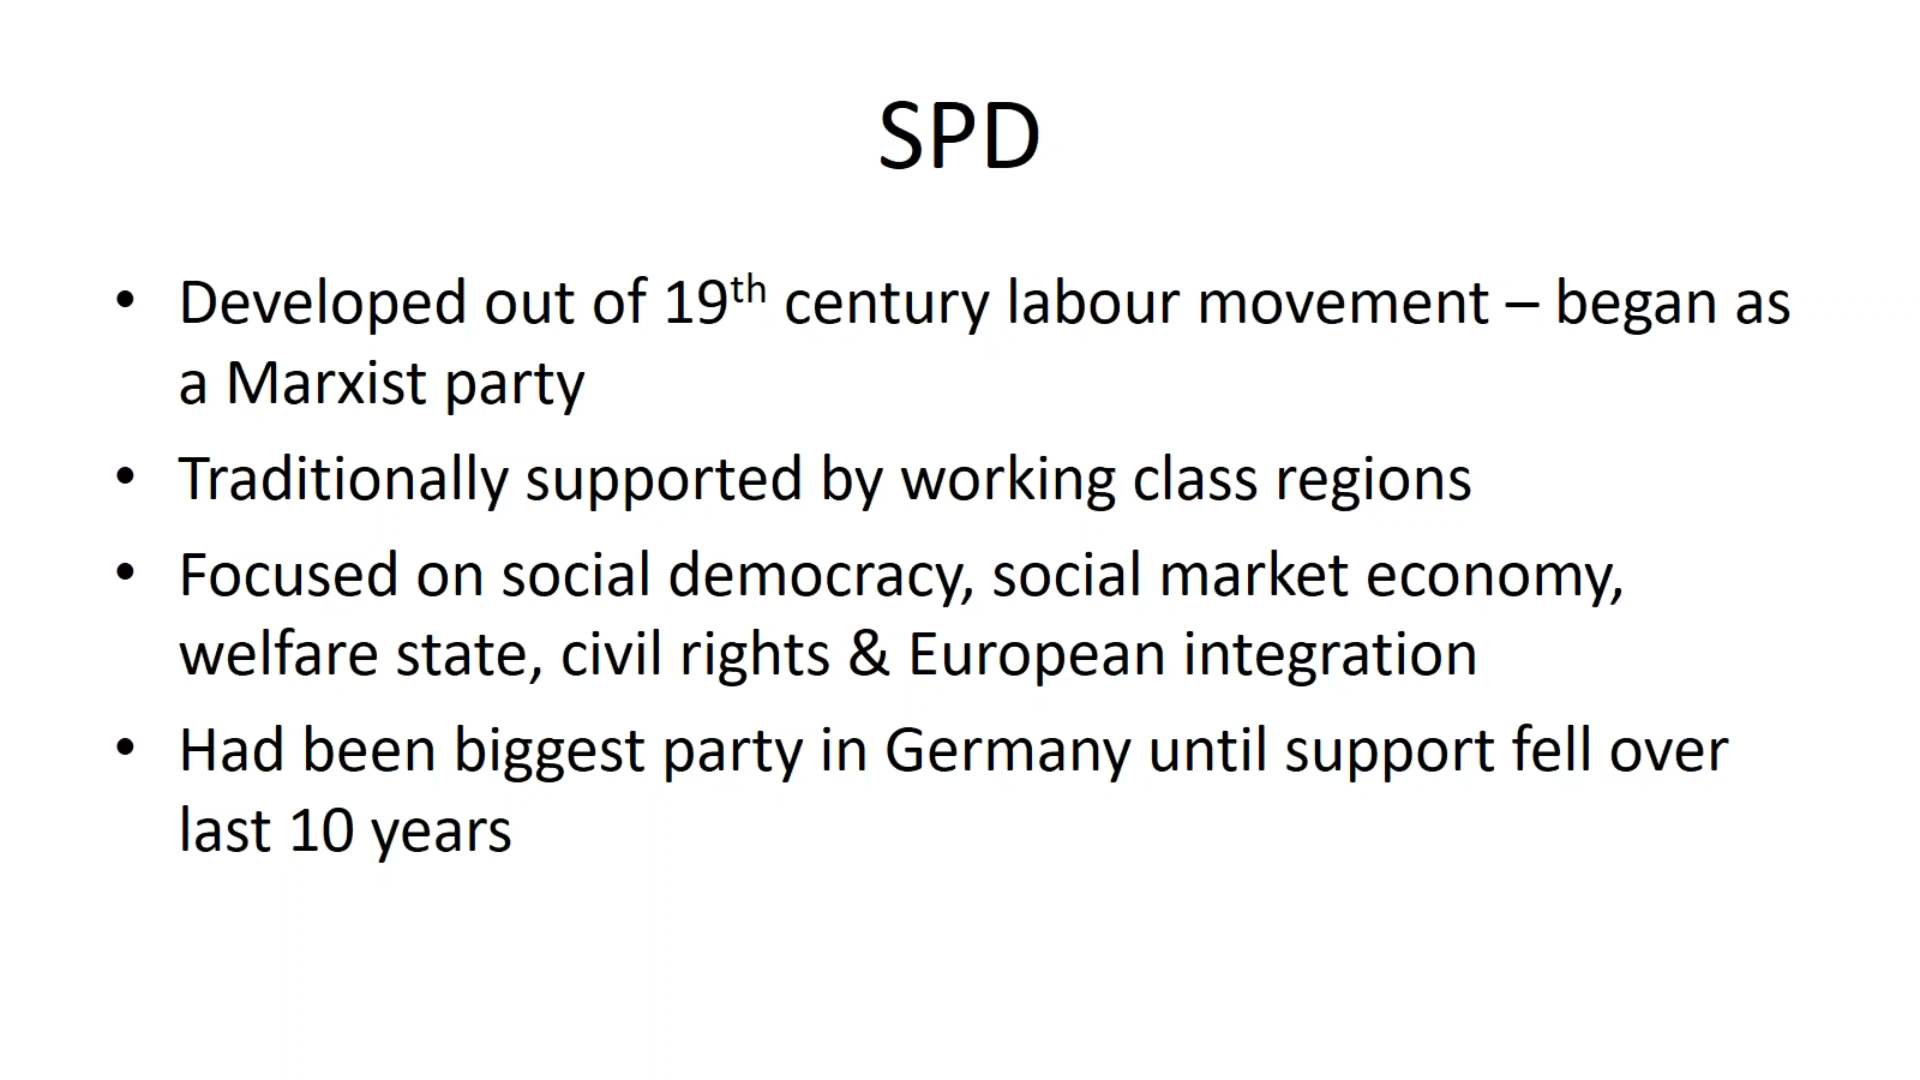 SPD
• Developed out of 19th century labour movement – began as
a Marxist party
• Traditionally supported by working class regions
• Focused on social democracy, social market economy,
welfare state, civil rights & European integration
• Had been biggest party in Germany until support fell over
last 10 years